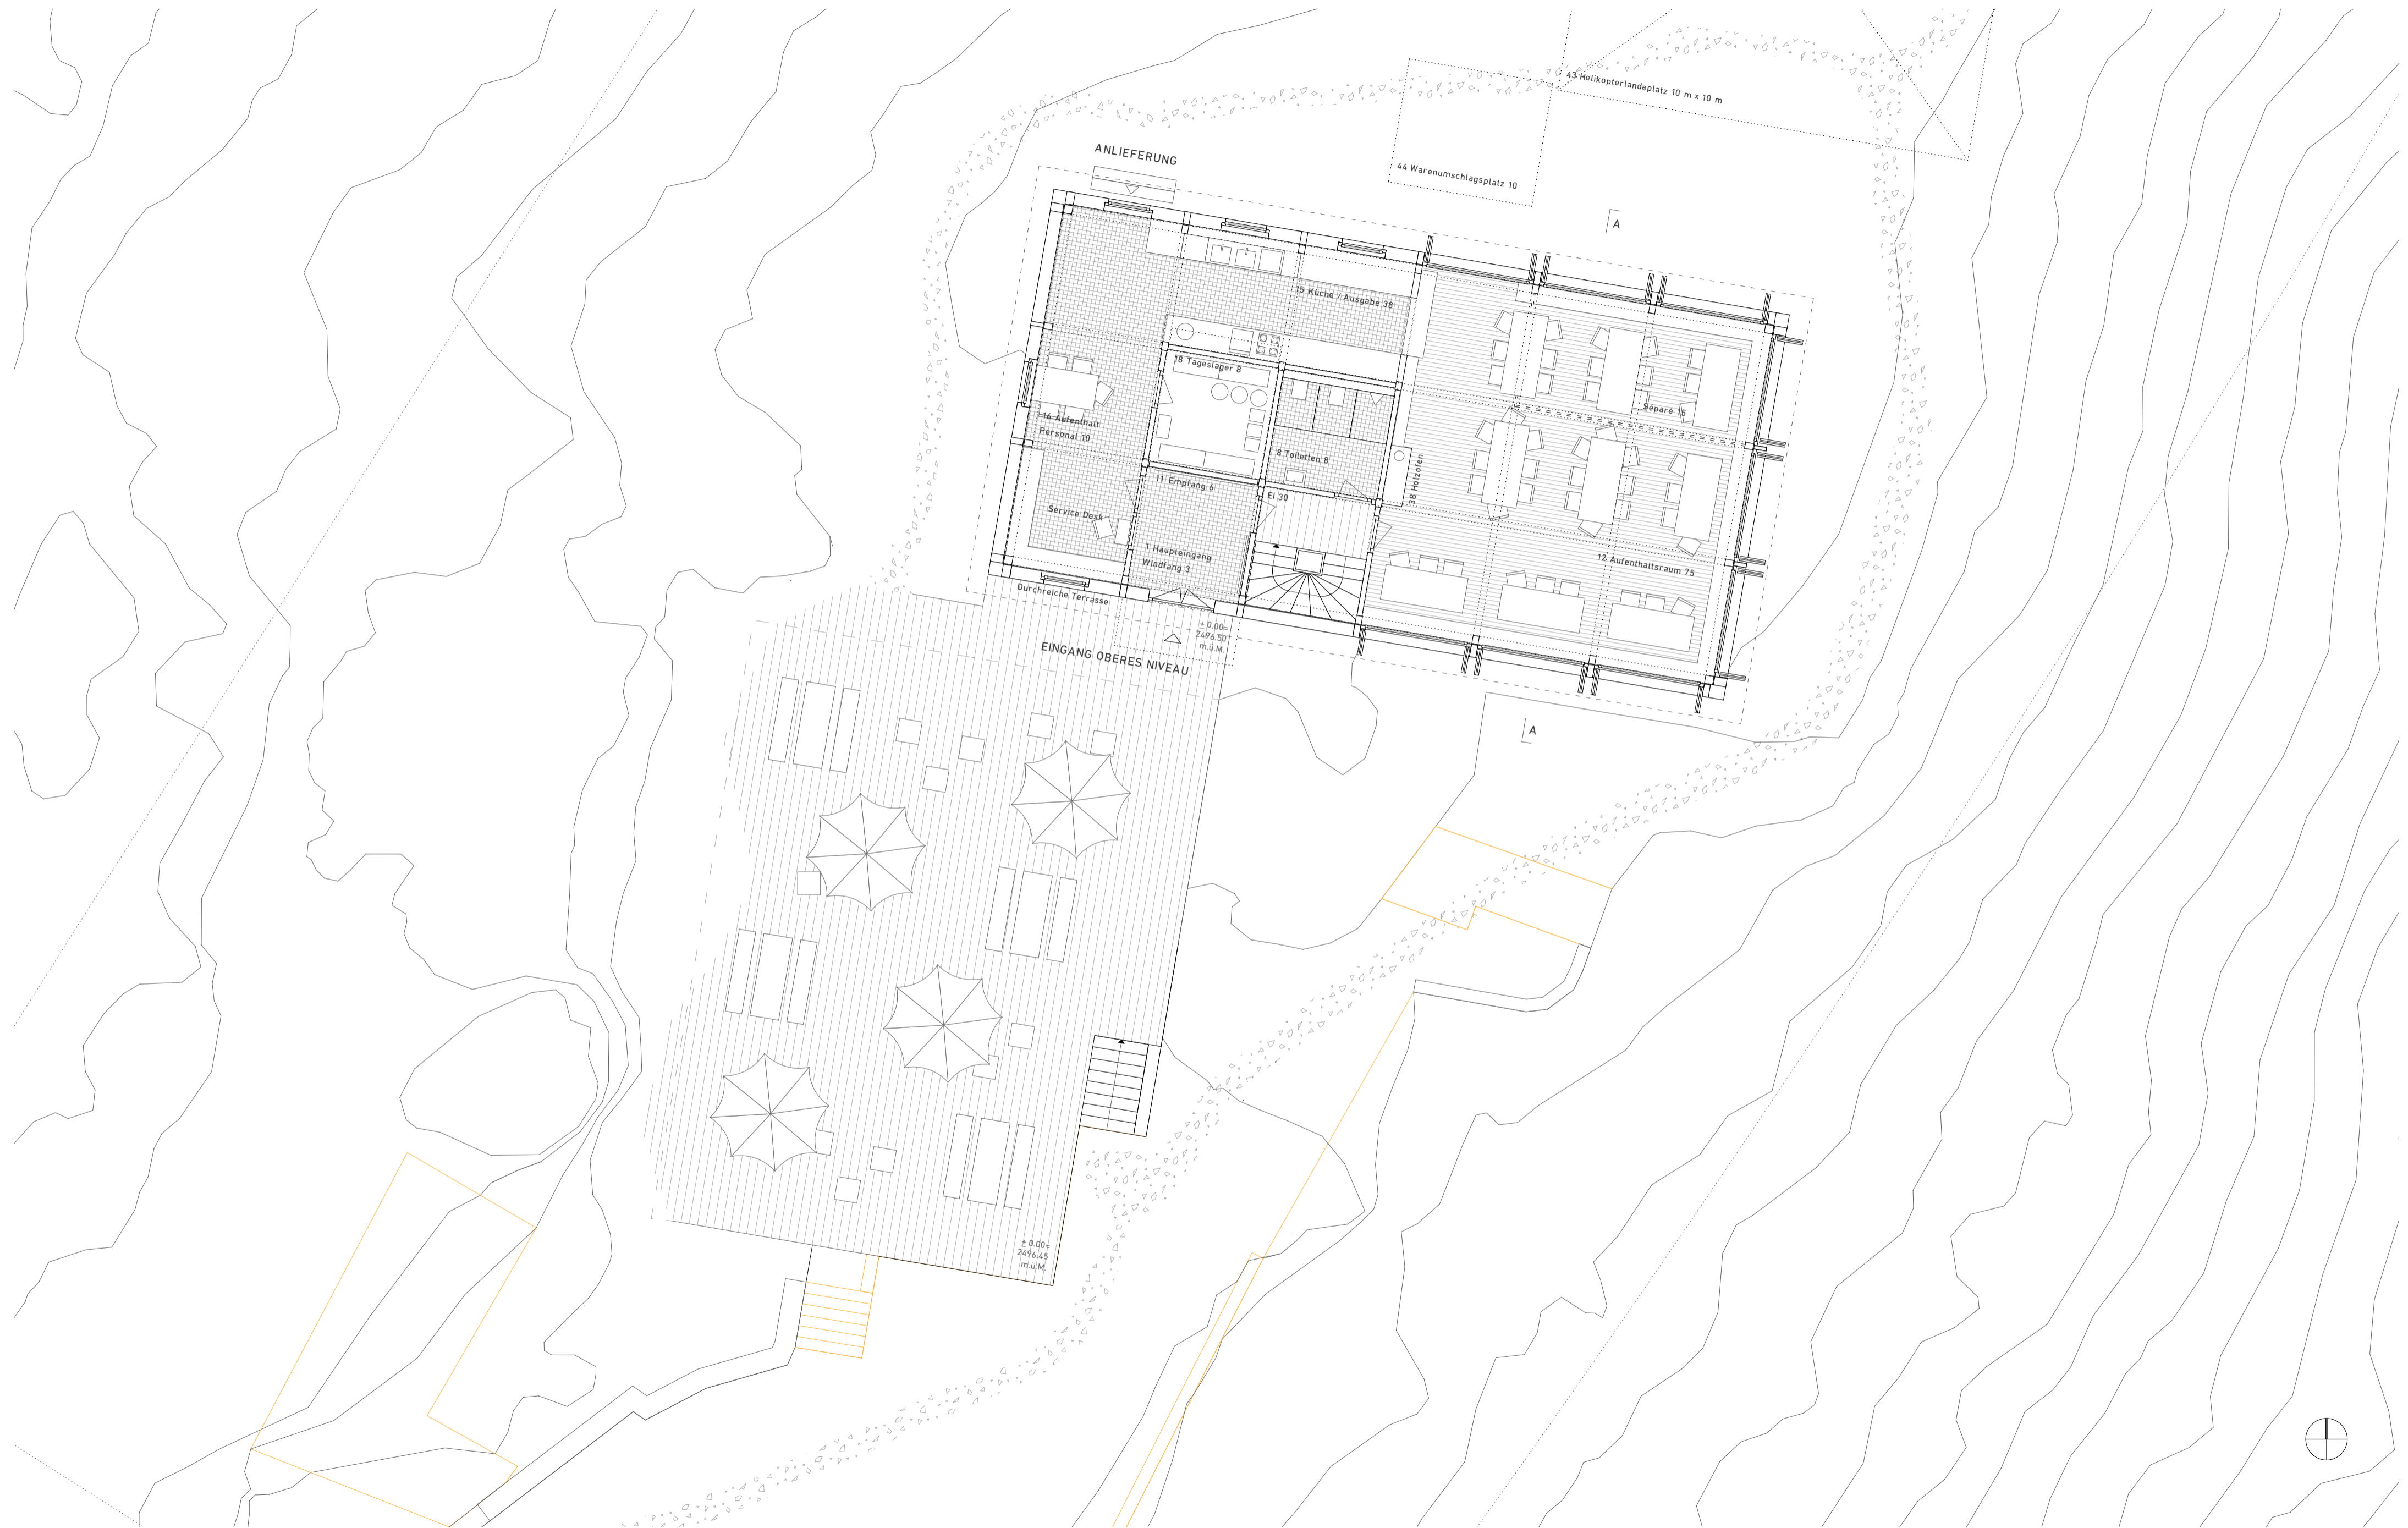 43 Helikopterlandeplatz 10 m x 10 m
ANLIEFERUNG
44 Warenumschlagsplatz 10
A
15 Küche / Ausgabe 38
18 Tageslager 8
16 Aufenthalt
Personal 10
Séparé 15
8 Toiletten 8
38 Holzofen
11 Empfang 6
EI 30
Service Desk
1 Haupteingang
Windfang 3
12 Aufenthaltsraum 75
Durchreiche Terrasse
± 0.00=
2496.50
m.ü.M.
EINGANG OBERES NIVEAU
A
± 0.00=
2496.45
m.ü.M.